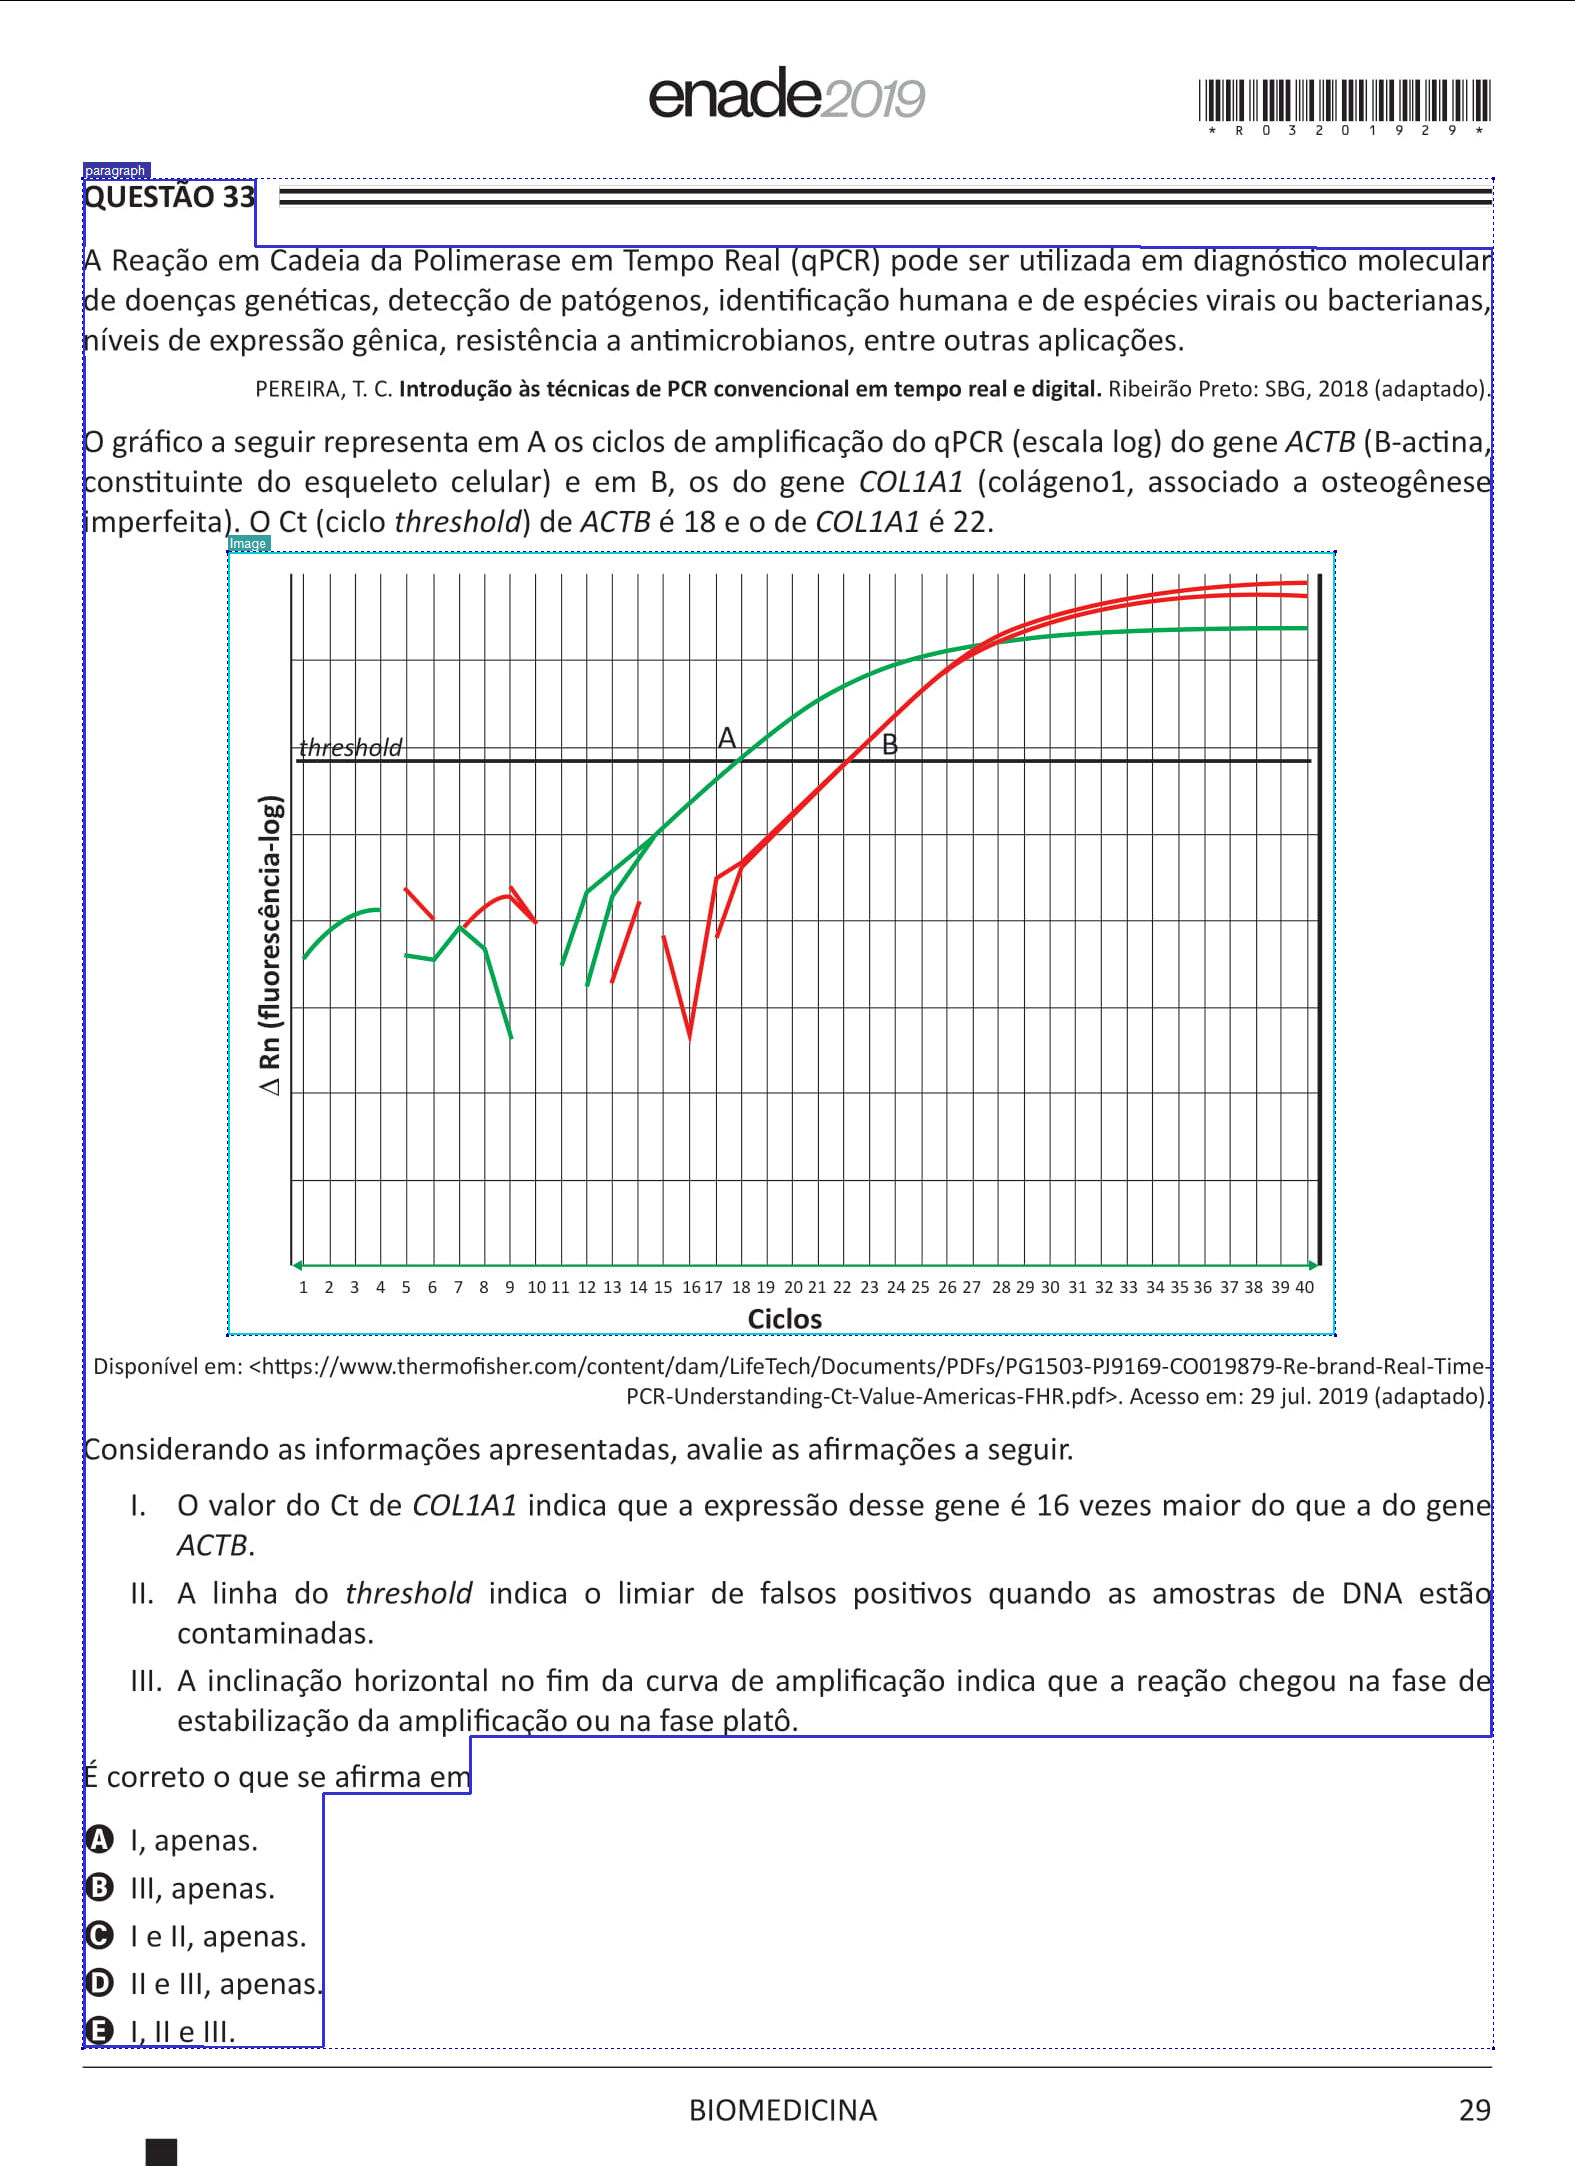 enade2019
*R03201929*
paragraph
QUESTÃO 33
A Reação em Cadeia da Polimerase em Tempo Real (qPCR) pode ser utilizada em diagnóstico molecular
de doenças genéticas, detecção de patógenos, identificação humana e de espécies virais ou bacterianas,
níveis de expressão gênica, resistência a antimicrobianos, entre outras aplicações.
PEREIRA, T. C. Introdução às técnicas de PCR convencional em tempo real e digital. Ribeirão Preto: SBG, 2018 (adaptado).
O gráfico a seguir representa em A os ciclos de amplificação do qPCR (escala log) do gene ACTB (B-actina,
constituinte do esqueleto celular) e em B, os do gene COL1A1 (colágeno1, associado a osteogênese
imperfeita). O Ct (ciclo threshold) de ACTB é 18 e o de COL1A1 é 22.
Image
threshold
A
B
Δ Rn (fluorescência-log)
1 2 3 4 5 6 7 8 9 10 11 12 13 14 15 16 17 18 19 20 21 22 23 24 25 26 27 28 29 30 31 32 33 34 35 36 37 38 39 40
Ciclos
Disponível em: <https://www.thermofisher.com/content/dam/LifeTech/Documents/PDFs/PG1503-PJ9169-CO019879-Re-brand-Real-Time-
PCR-Understanding-Ct-Value-Americas-FHR.pdf>. Acesso em: 29 jul. 2019 (adaptado).
Considerando as informações apresentadas, avalie as afirmações a seguir.
I. O valor do Ct de COL1A1 indica que a expressão desse gene é 16 vezes maior do que a do gene
ACTB.
II. A linha do threshold indica o limiar de falsos positivos quando as amostras de DNA estão
contaminadas.
III. A inclinação horizontal no fim da curva de amplificação indica que a reação chegou na fase de
estabilização da amplificação ou na fase platô.
É correto o que se afirma em
A I, apenas.
B III, apenas.
C I e II, apenas.
D II e III, apenas.
E I, II e III.
BIOMEDICINA
29